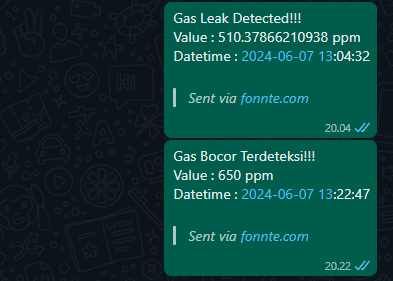 Gas Leak Detected!!!
Value : 510.37866210938 ppm
Datetime : 2024-06-07 13:04:32
Sent via fonnte.com
20.04
Gas Bocor Terdeteksi!!!
Value : 650 ppm
Datetime : 2024-06-07 13:22:47
Sent via fonnte.com
20.22